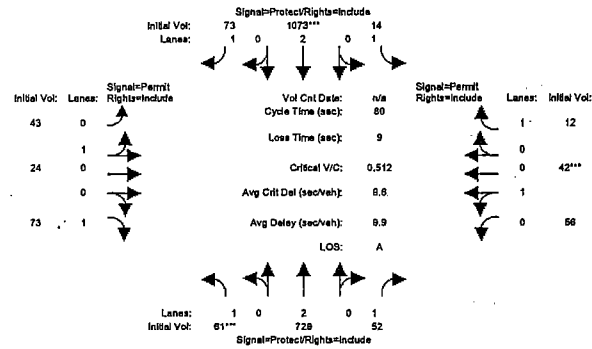 Signal=Protect/Rights=Include
Initial Vol: 73 1073*** 14
Lanes: 1 0 2 0 1
Signal=Permit
Initial Vol: Lanes: Rights=Include
Vol Cnt Date: n/a
Signal=Permit
Rights=Include Lanes: Initial Vol:
Cycle Time (sec): 80
43 0
1 12
Loss Time (sec): 9
1
0
24 0
Critical V/C: 0.512
0 42***
0
Avg Crit Del (sec/veh): 8.6
1
73 1
Avg Delay (sec/veh): 8.9
0 56
LOS: A
Lanes: 1 0 2 0 1
Initial Vol: 61*** 729 52
Signal=Protect/Rights=Include